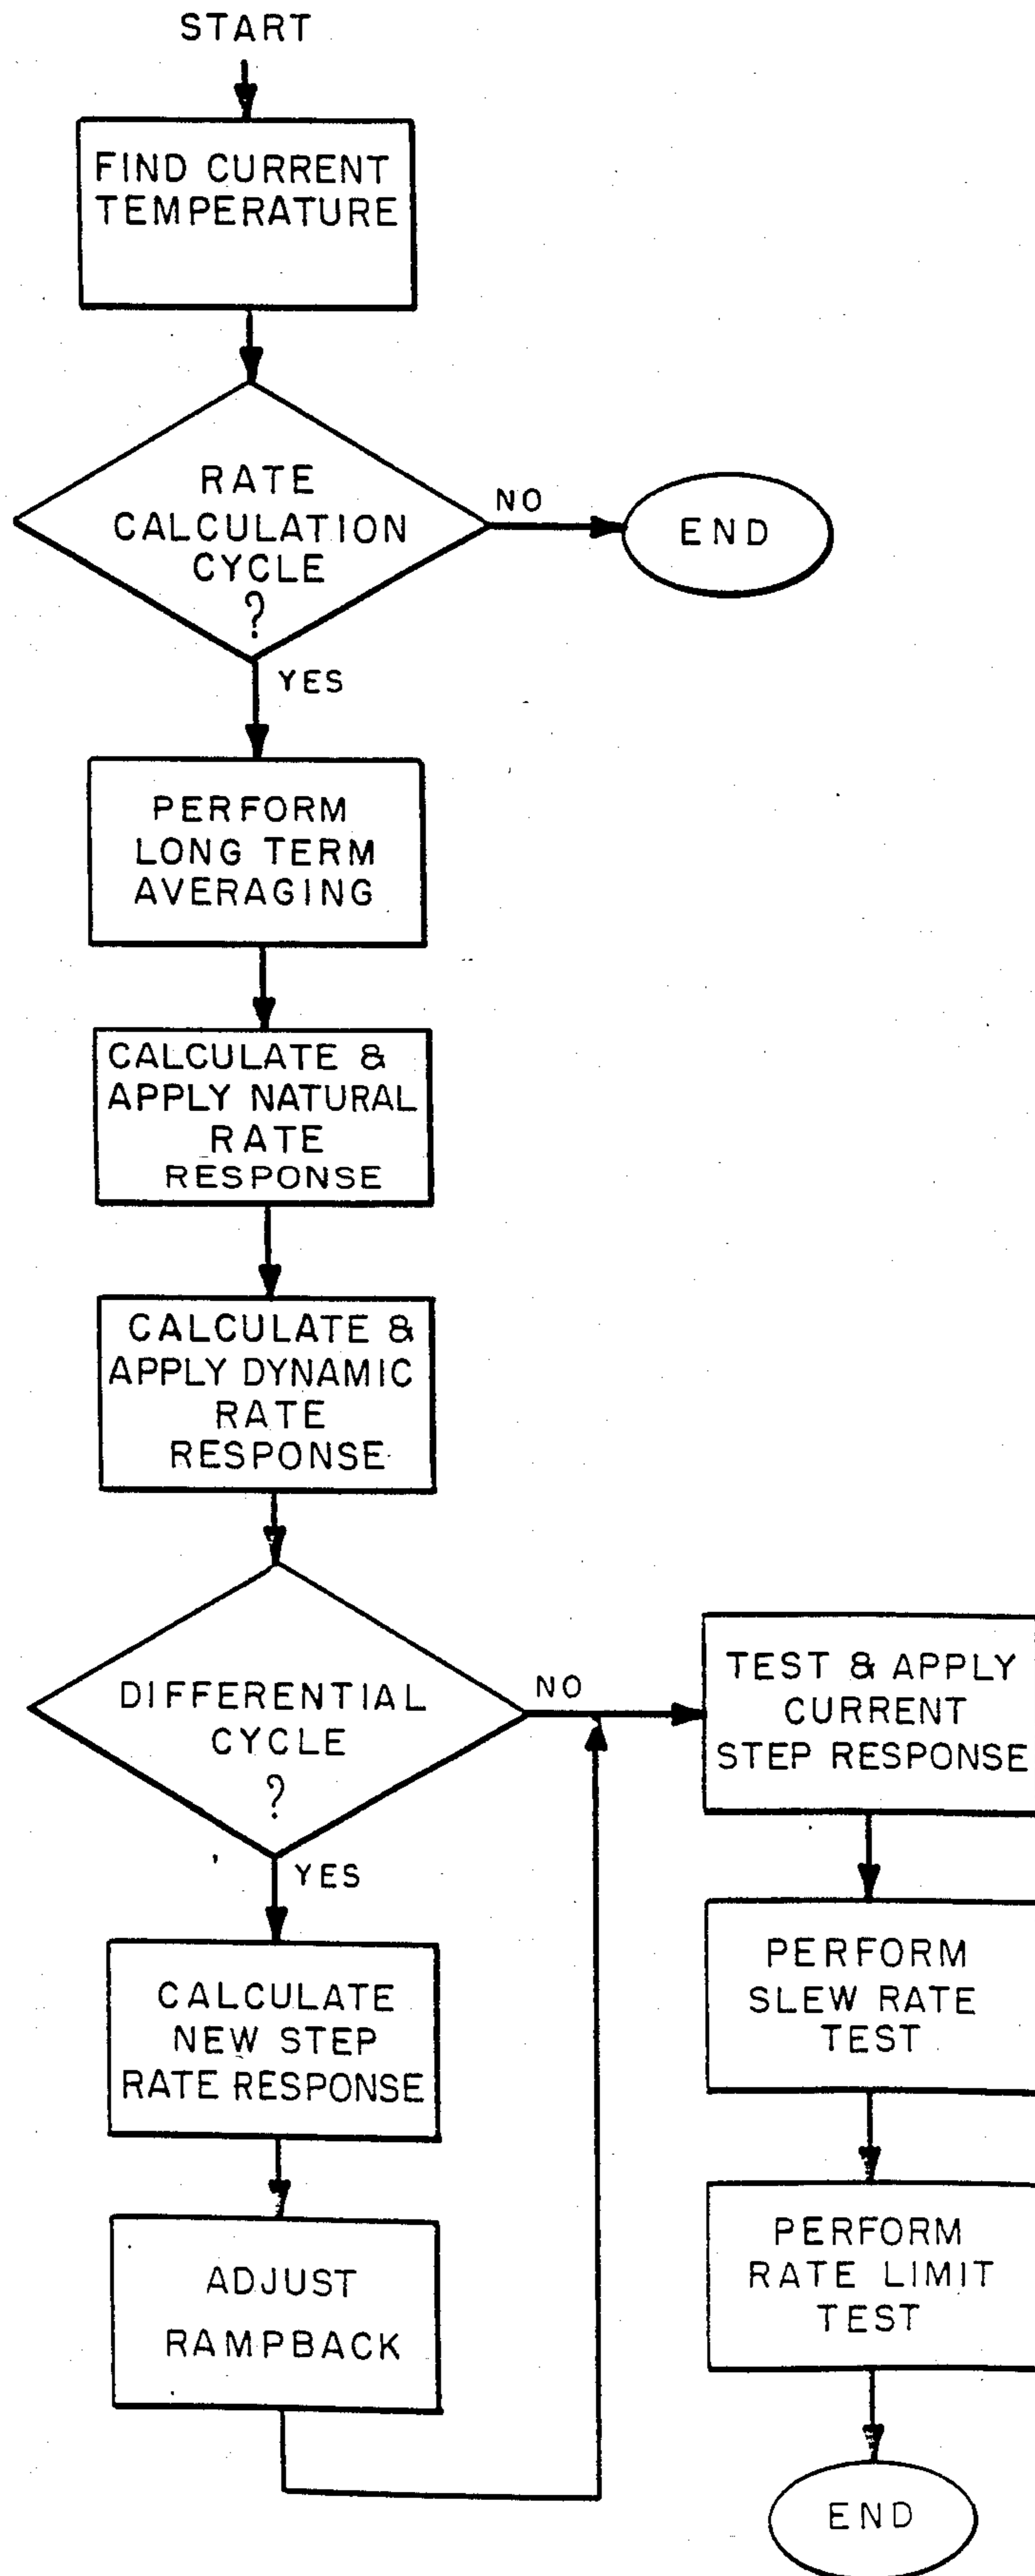 START
FIND CURRENT
TEMPERATURE
RATE
CALCULATION
CYCLE
?
NO
END
YES
PERFORM
LONG TERM
AVERAGING
CALCULATE &
APPLY NATURAL
RATE
RESPONSE
CALCULATE &
APPLY DYNAMIC
RATE
RESPONSE
DIFFERENTIAL
CYCLE
?
NO
YES
CALCULATE
NEW STEP
RATE RESPONSE
ADJUST
RAMPBACK
TEST & APPLY
CURRENT
STEP RESPONSE
PERFORM
SLEW RATE
TEST
PERFORM
RATE LIMIT
TEST
END